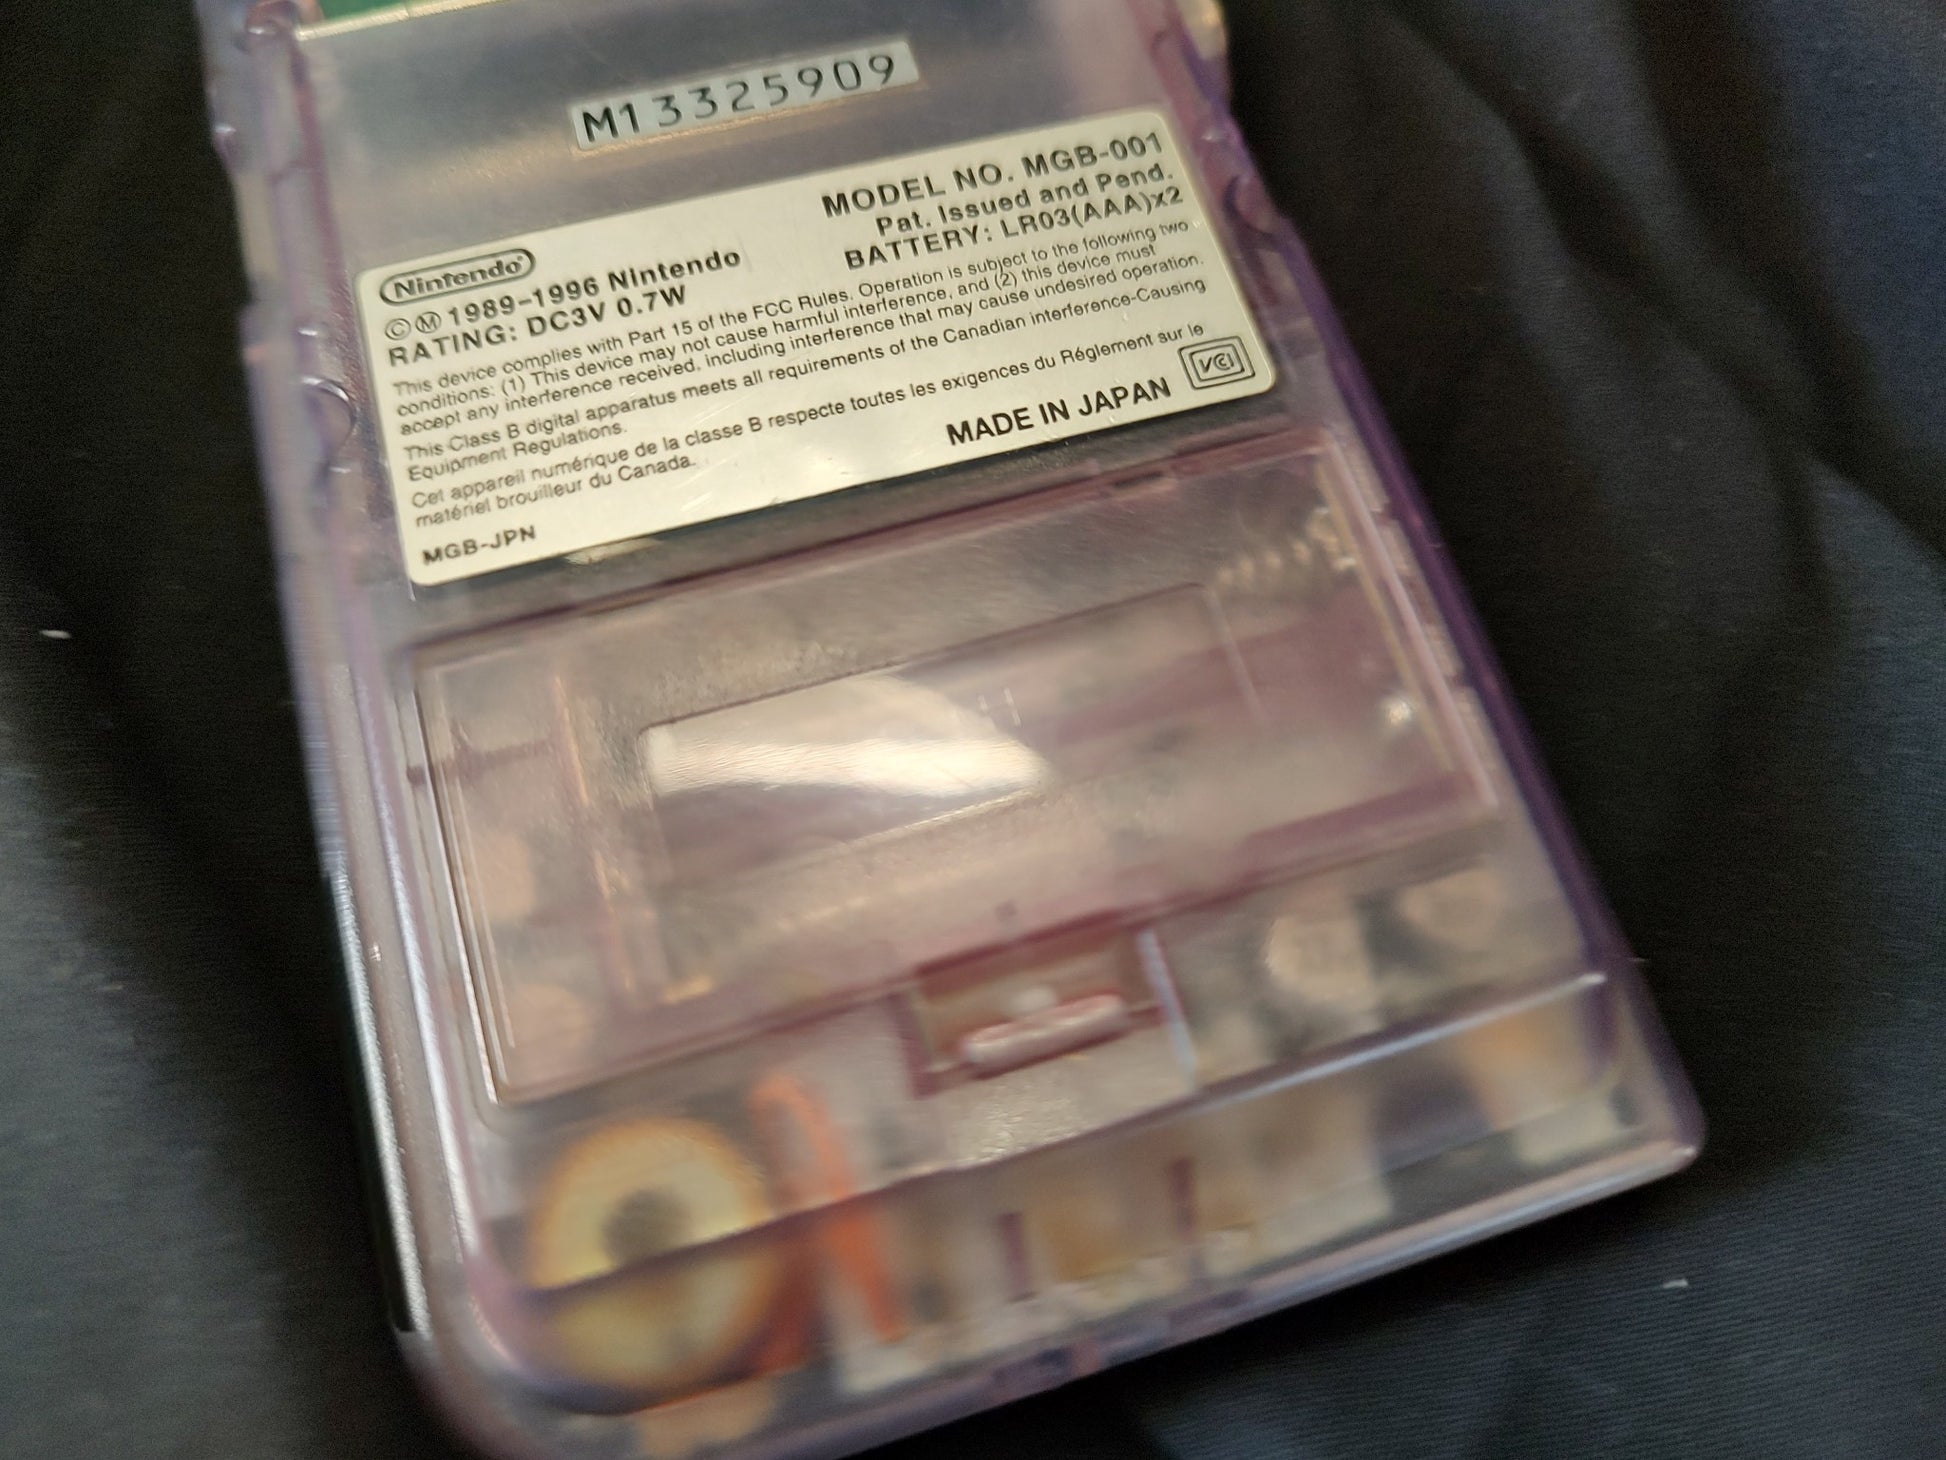 M13325909
MODEL NO. MGB-001
Pat. Issued and Pend.
BATTERY: LR03(AAA)x2
Nintendo
©Ⓜ 1989-1996 Nintendo
RATING: DC3V 0.7W
This device complies with Part 15 of the FCC Rules. Operation is subject to the following two
conditions: (1) This device may not cause harmful interference, and (2) this device must
accept any interference received, including interference that may cause undesired operation.
This Class B digital apparatus meets all requirements of the Canadian interference-Causing
Equipment Regulations.
Cet appareil numérique de la classe B respecte toutes les exigences du Réglement sur le
matériel brouilleur du Canada.
MADE IN JAPAN
VCI
MGB-JPN